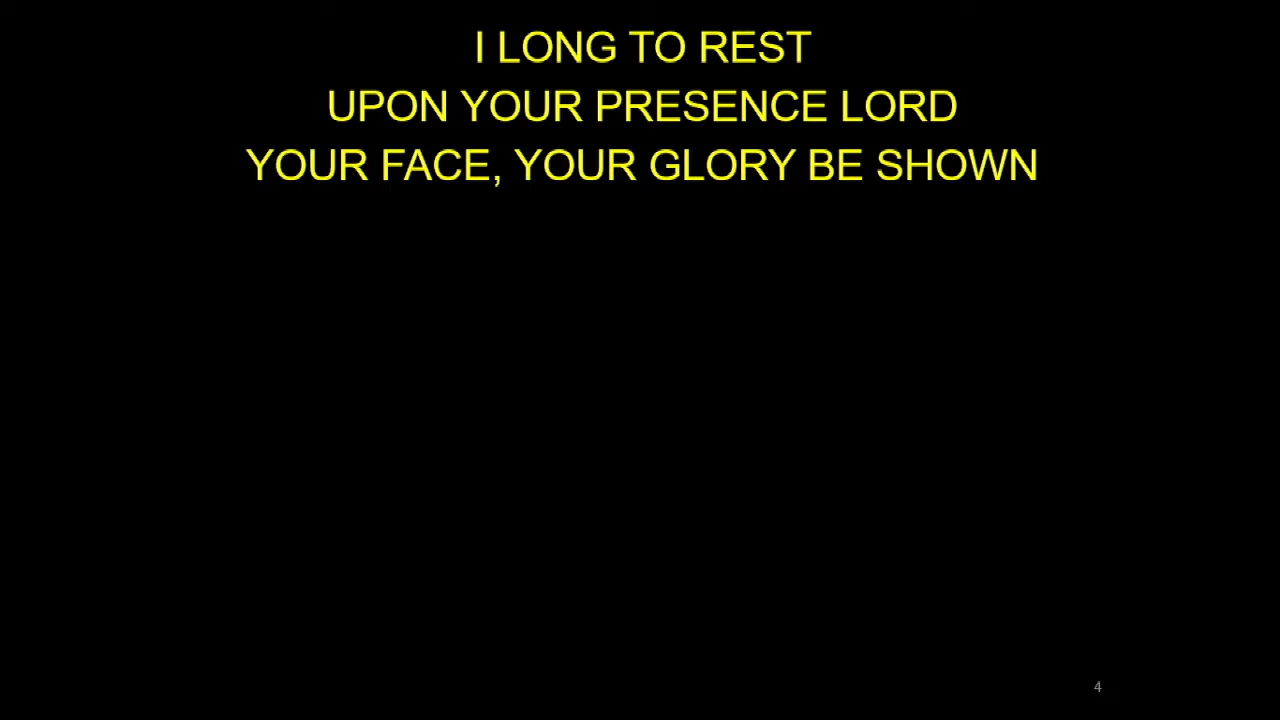 I LONG TO REST
UPON YOUR PRESENCE LORD
YOUR FACE, YOUR GLORY BE SHOWN
4